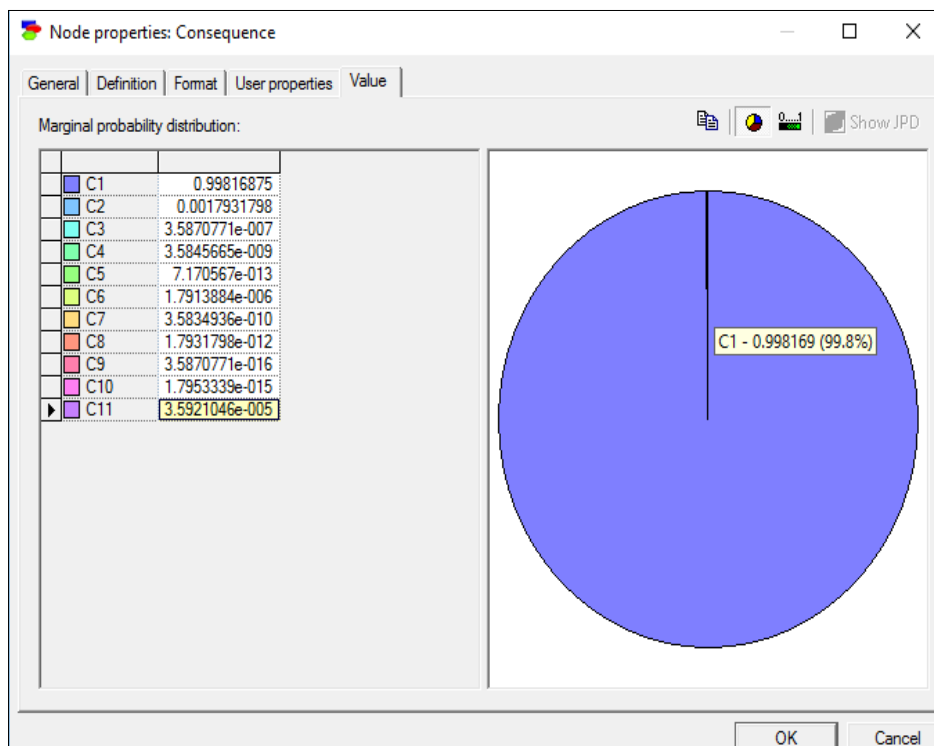 Node properties: Consequence
General Definition Format User properties Value
Marginal probability distribution:
0....1 Show JPD
C1 0.99816875
C2 0.0017931798
C3 3.5870771e-007
C4 3.5845665e-009
C5 7.170567e-013
C6 1.7913884e-006
C7 3.5834936e-010
C8 1.7931798e-012
C9 3.5870771e-016
C10 1.7953339e-015
C11 3.5921046e-005
C1 - 0.998169 (99.8%)
OK Cancel